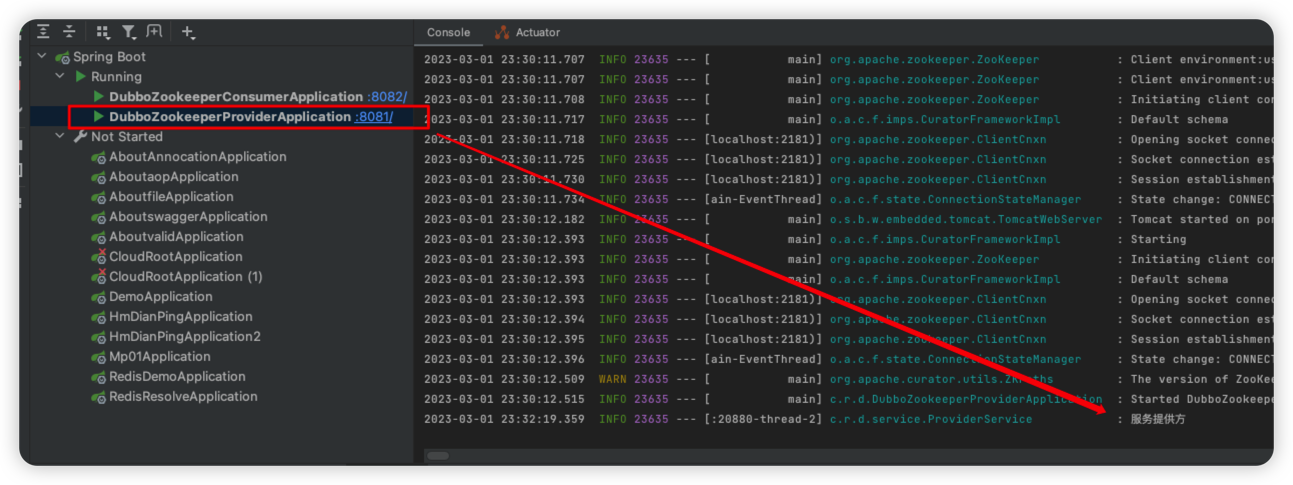 Console
Actuator
Spring Boot
Running
DubboZookeeperConsumerApplication :8082/
DubboZookeeperProviderApplication :8081/
Not Started
AboutAnnocationApplication
AboutaopApplication
AboutfileApplication
AboutswaggerApplication
AboutvalidApplication
CloudRootApplication
CloudRootApplication (1)
DemoApplication
HmDianPingApplication
HmDianPingApplication2
Mp01Application
RedisDemoApplication
RedisResolveApplication
2023-03-01 23:30:11.707 INFO 23635 --- [ main] org.apache.zookeeper.ZooKeeper : Client environment:us
2023-03-01 23:30:11.707 INFO 23635 --- [ main] org.apache.zookeeper.ZooKeeper : Client environment:us
2023-03-01 23:30:11.708 INFO 23635 --- [ main] org.apache.zookeeper.ZooKeeper : Initiating client con
2023-03-01 23:30:11.717 INFO 23635 --- [ main] o.a.c.f.imps.CuratorFrameworkImpl : Default schema
2023-03-01 23:30:11.718 INFO 23635 --- [localhost:2181)] org.apache.zookeeper.ClientCnxn : Opening socket connec
2023-03-01 23:30:11.725 INFO 23635 --- [localhost:2181)] org.apache.zookeeper.ClientCnxn : Socket connection est
2023-03-01 23:30:11.730 INFO 23635 --- [localhost:2181)] org.apache.zookeeper.ClientCnxn : Session establishment
2023-03-01 23:30:11.734 INFO 23635 --- [ain-EventThread] o.a.c.f.state.ConnectionStateManager : State change: CONNECT
2023-03-01 23:30:12.182 INFO 23635 --- [ main] o.s.b.w.embedded.tomcat.TomcatWebServer : Tomcat started on por
2023-03-01 23:30:12.393 INFO 23635 --- [ main] o.a.c.f.imps.CuratorFrameworkImpl : Starting
2023-03-01 23:30:12.393 INFO 23635 --- [ main] org.apache.zookeeper.ZooKeeper : Initiating client con
2023-03-01 23:30:12.393 INFO 23635 --- [ main] o.a.c.f.imps.CuratorFrameworkImpl : Default schema
2023-03-01 23:30:12.393 INFO 23635 --- [localhost:2181)] org.apache.zookeeper.ClientCnxn : Opening socket connec
2023-03-01 23:30:12.394 INFO 23635 --- [localhost:2181)] org.apache.zookeeper.ClientCnxn : Socket connection est
2023-03-01 23:30:12.395 INFO 23635 --- [localhost:2181)] org.apache.zookeeper.ClientCnxn : Session establishment
2023-03-01 23:30:12.396 INFO 23635 --- [ain-EventThread] o.a.c.f.state.ConnectionStateManager : State change: CONNECT
2023-03-01 23:30:12.509 WARN 23635 --- [ main] org.apache.curator.utils.ZKPaths : The version of ZooKee
2023-03-01 23:30:12.515 INFO 23635 --- [ main] c.r.d.DubboZookeeperProviderApplication : Started DubboZookeepe
2023-03-01 23:32:19.359 INFO 23635 --- [:20880-thread-2] c.r.d.service.ProviderService : 服务提供方